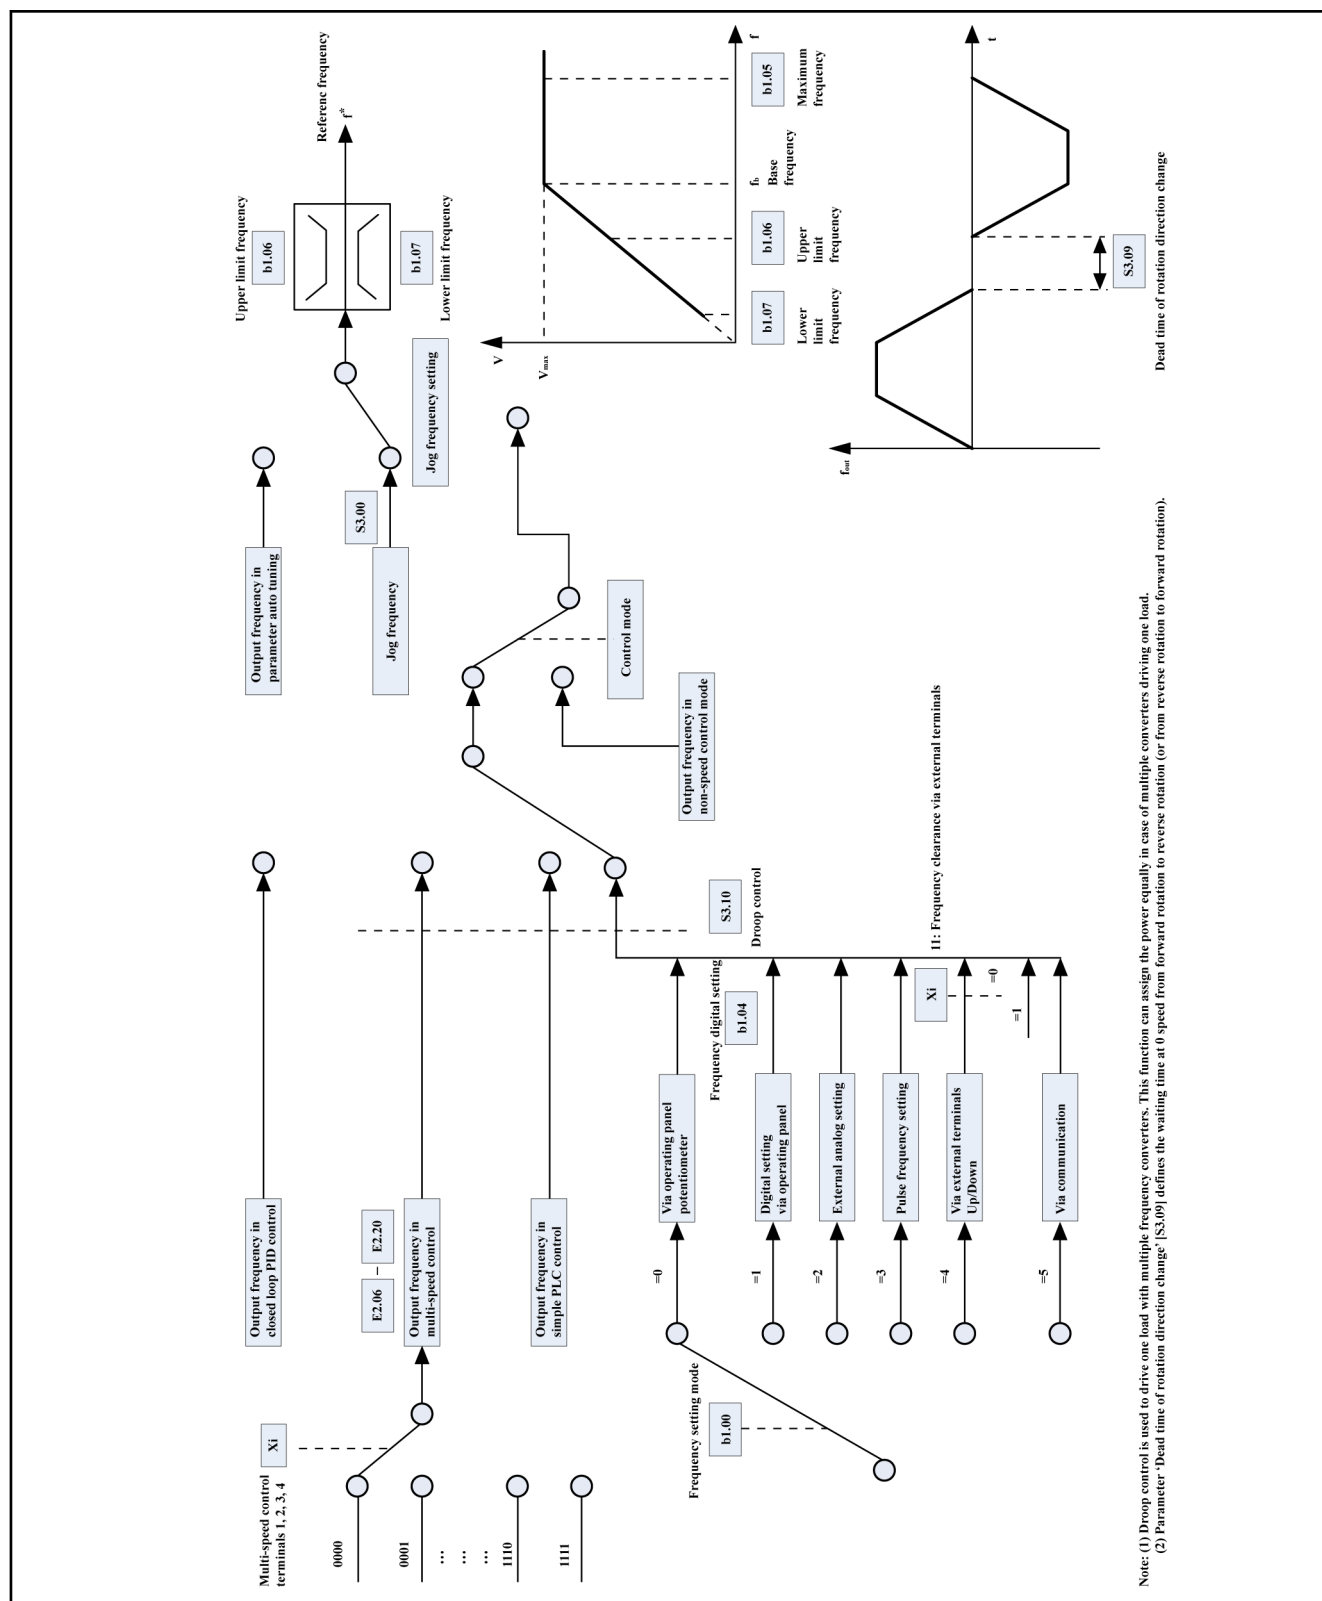 Multi-speed control
terminals 1, 2, 3, 4
Xi
0000
0001
… … …
1110
1111
Output frequency in
closed loop PID control
E2.06 – E2.20
Output frequency in
multi-speed control
Output frequency in
simple PLC control
Frequency setting mode
b1.00
=0
Via operating panel
potentiometer
=1
Digital setting
via operating panel
=2
External analog setting
=3
Pulse frequency setting
=4
Via external terminals
Up/Down
=5
Via communication
Frequency digital setting
b1.04
Xi
=0
=1
11: Frequency clearance via external terminals
S3.10
Droop control
Output frequency in
non-speed control mode
Control mode
Output frequency in
parameter auto tuning
Jog frequency
S3.00
Jog frequency setting
Upper limit frequency
b1.06
b1.07
Lower limit frequency
Referenc frequency
f*
V
Vmax
b1.07
Lower
limit
frequency
b1.06
Upper
limit
frequency
fb
Base
frequency
b1.05
Maximum
frequency
f
fout
t
S3.09
Dead time of rotation direction change
Note: (1) Droop control is used to drive one load with multiple frequency converters. This function can assign the power equally in case of multiple converters driving one load.
(2) Parameter ‘Dead time of rotation direction change’ [S3.09] defines the waiting time at 0 speed from forward rotation to reverse rotation (or from reverse rotation to forward rotation).